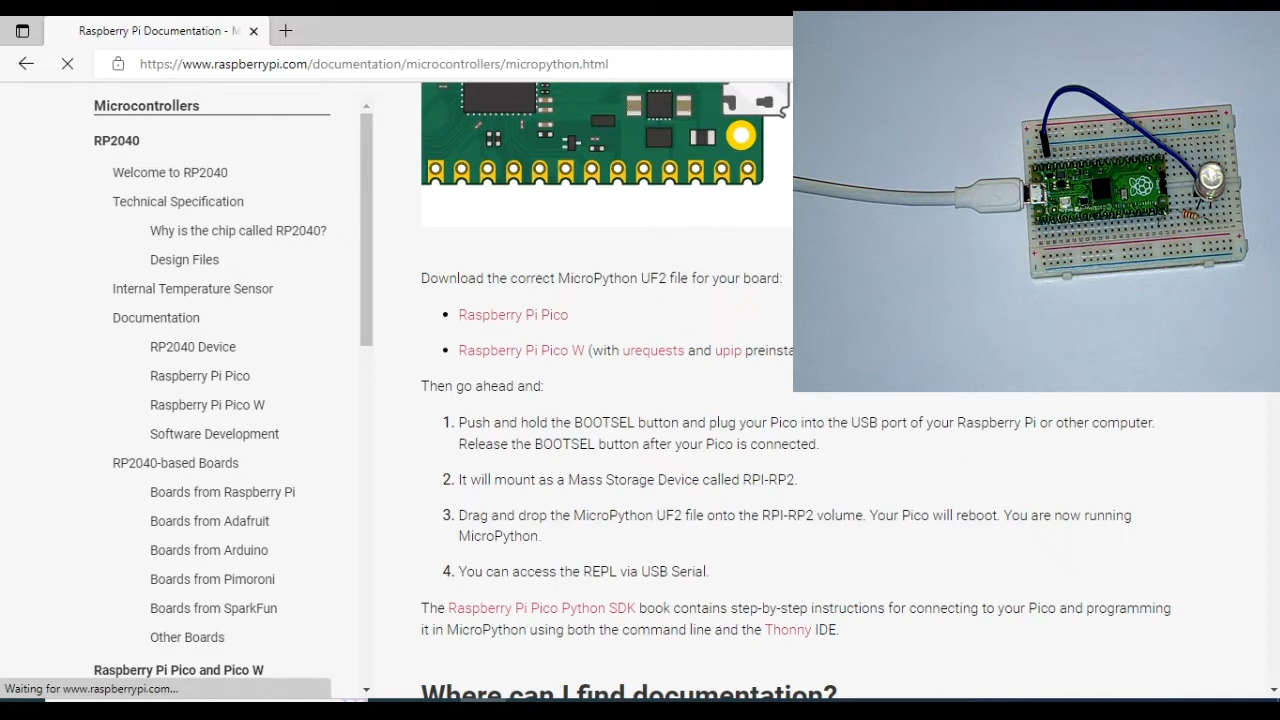 Raspberry Pi Documentation - M
https://www.raspberrypi.com/documentation/microcontrollers/micropython.html
Microcontrollers
RP2040
Welcome to RP2040
Technical Specification
Why is the chip called RP2040?
Design Files
Internal Temperature Sensor
Documentation
RP2040 Device
Raspberry Pi Pico
Raspberry Pi Pico W
Software Development
RP2040-based Boards
Boards from Raspberry Pi
Boards from Adafruit
Boards from Arduino
Boards from Pimoroni
Boards from SparkFun
Other Boards
Raspberry Pi Pico and Pico W
Waiting for www.raspberrypi.com...
Download the correct MicroPython UF2 file for your board:
• Raspberry Pi Pico
• Raspberry Pi Pico W (with urequests and upip preinsta
Then go ahead and:
1. Push and hold the BOOTSEL button and plug your Pico into the USB port of your Raspberry Pi or other computer.
Release the BOOTSEL button after your Pico is connected.
2. It will mount as a Mass Storage Device called RPI-RP2.
3. Drag and drop the MicroPython UF2 file onto the RPI-RP2 volume. Your Pico will reboot. You are now running
MicroPython.
4. You can access the REPL via USB Serial.
The Raspberry Pi Pico Python SDK book contains step-by-step instructions for connecting to your Pico and programming
it in MicroPython using both the command line and the Thonny IDE.
Where can I find documentation?